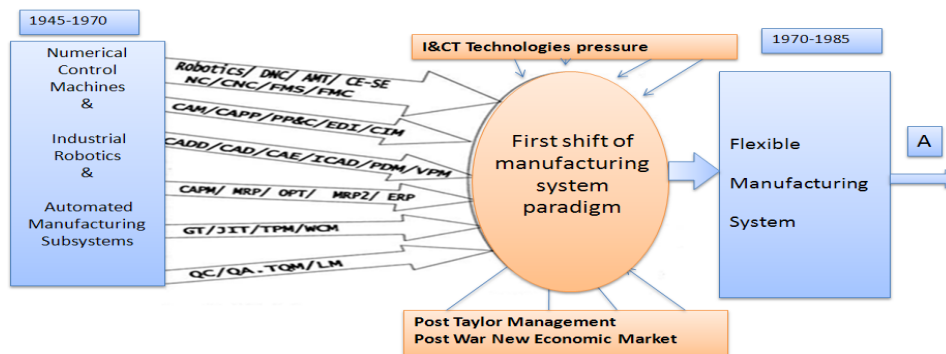 1945-1970
Numerical
Control
Machines
&
Industrial
Robotics
&
Automated
Manufacturing
Subsystems
Robotics/ DNC/ AMT/ CE-SE
NC/CNC/FMS/FMC
CAM/CAPP/PP&C/EDI/CIM
CADD/CAD/CAE/ICAD/PDM/VPM
CAPM/ MRP/ OPT/ MRP2/ ERP
GT/JIT/TPM/WCM
QC/QA.TQM/LM
I&CT Technologies pressure
First shift of
manufacturing
system
paradigm
Post Taylor Management
Post War New Economic Market
1970-1985
Flexible
Manufacturing
System
A